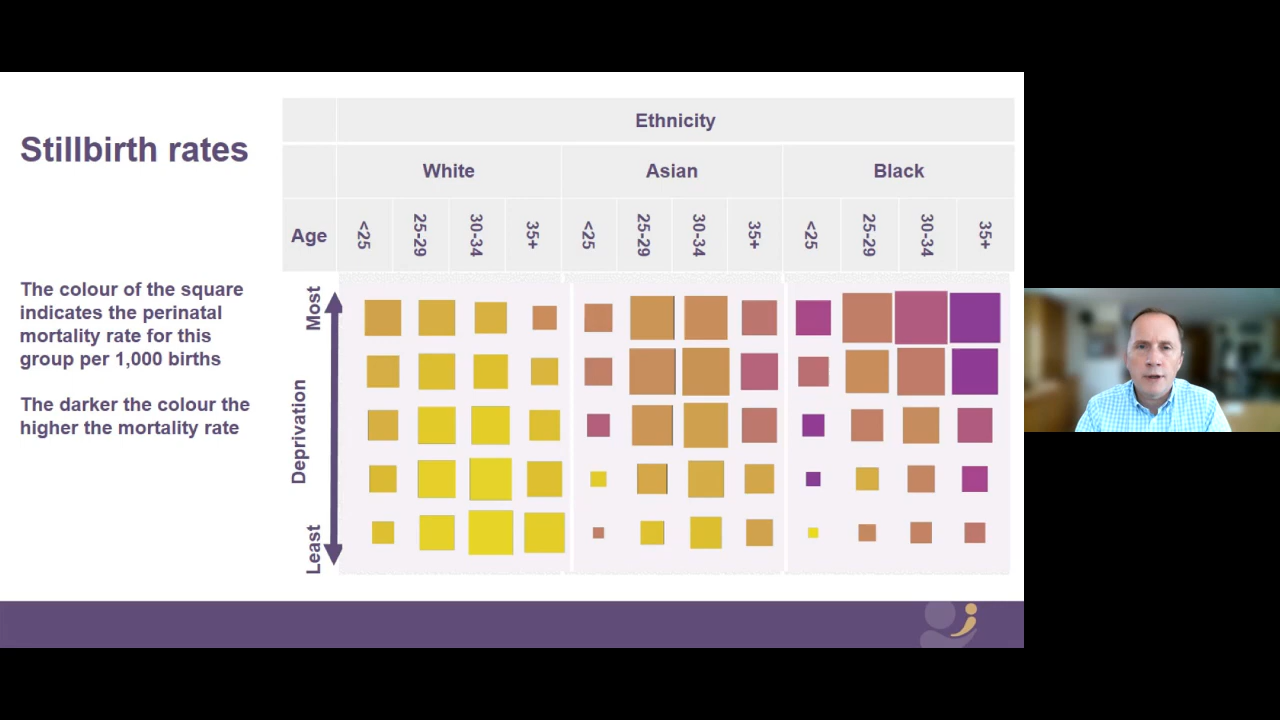 Stillbirth rates
Ethnicity
White Asian Black
Age <25 25-29 30-34 35+ <25 25-29 30-34 35+ <25 25-29 30-34 35+
The colour of the square
indicates the perinatal
mortality rate for this
group per 1,000 births
The darker the colour the
higher the mortality rate
Most
Deprivation
Least